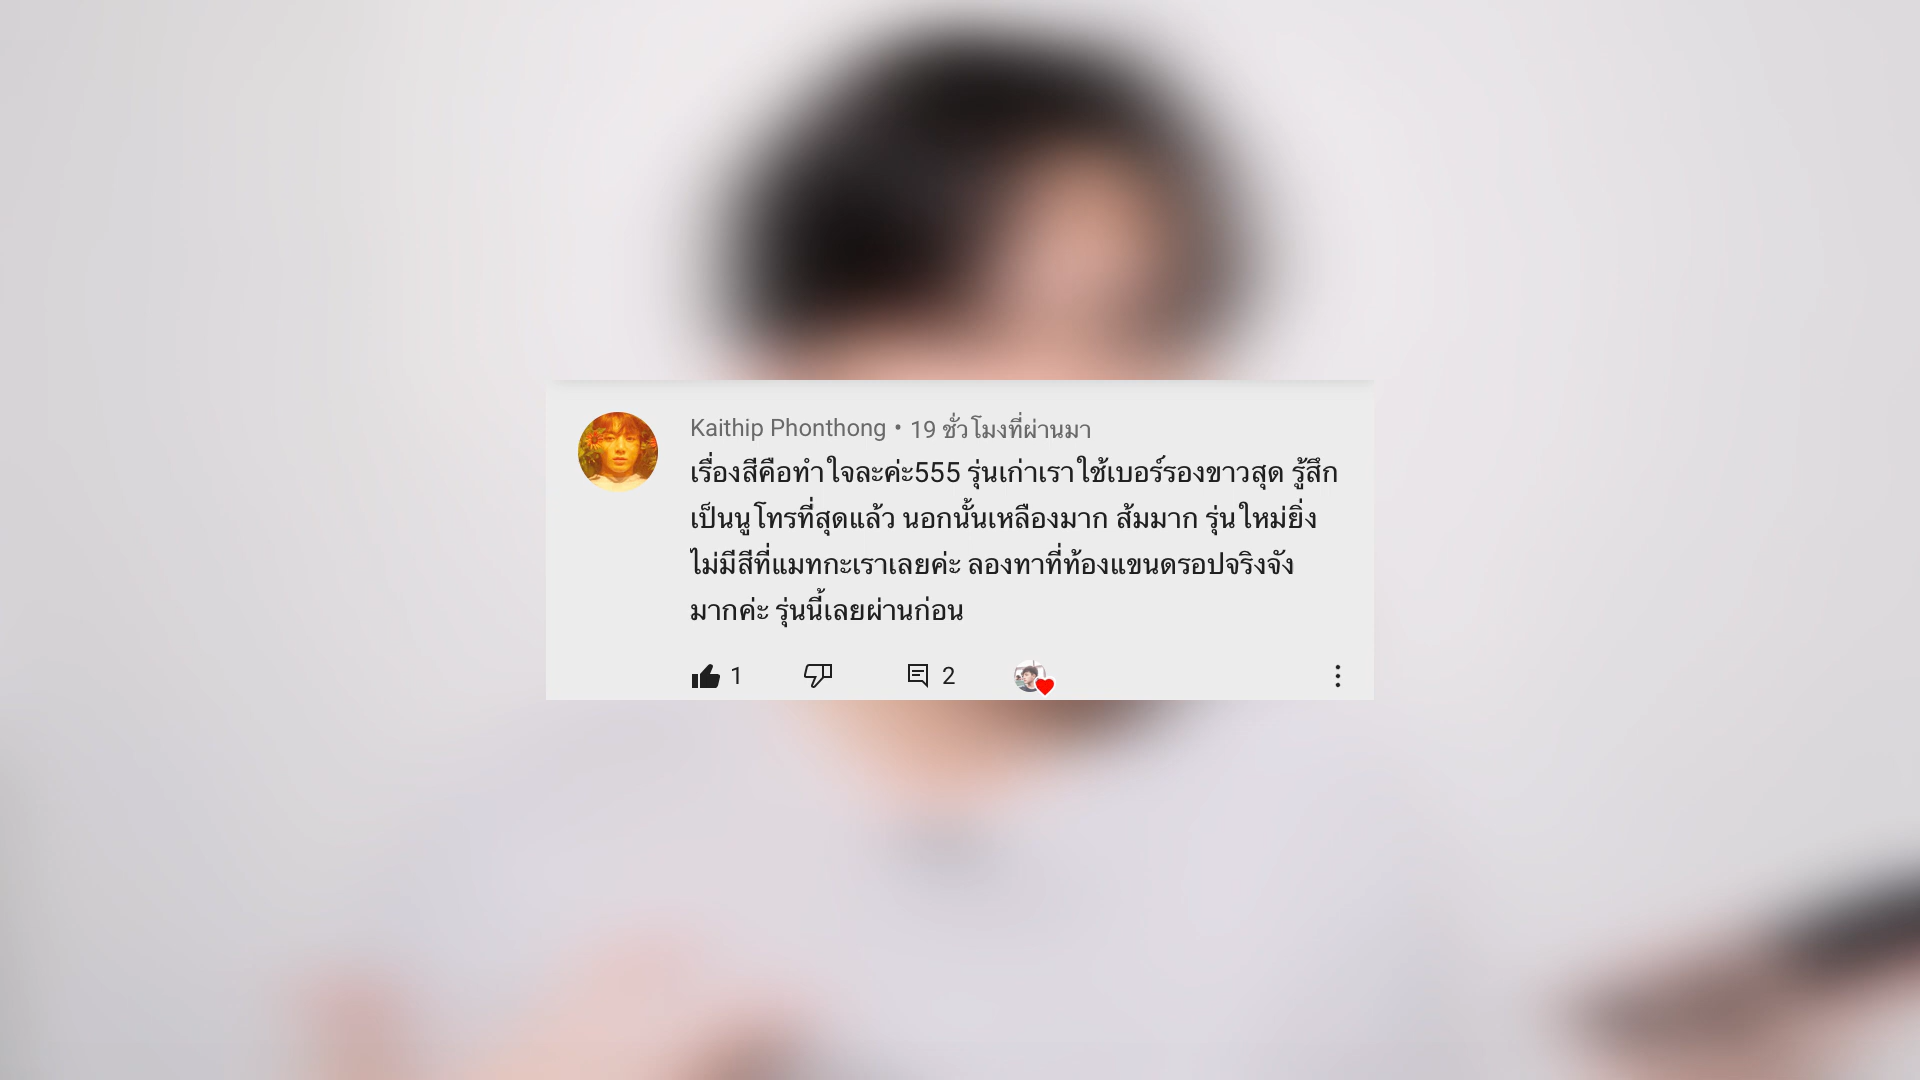 Kaithip Phonthong • 19 ชั่วโมงที่ผ่านมา
เรื่องสีคือทำใจละค่ะ555 รุ่นเก่าเราใช้เบอร์รองขาวสุด รู้สึก
เป็นนูโทรที่สุดแล้ว นอกนั้นเหลืองมาก ส้มมาก รุ่นใหม่ยิ่ง
ไม่มีสีที่แมทกะเราเลยค่ะ ลองทาที่ท้องแขนดรอปจริงจัง
มากค่ะ รุ่นนี้เลยผ่านก่อน
1 2